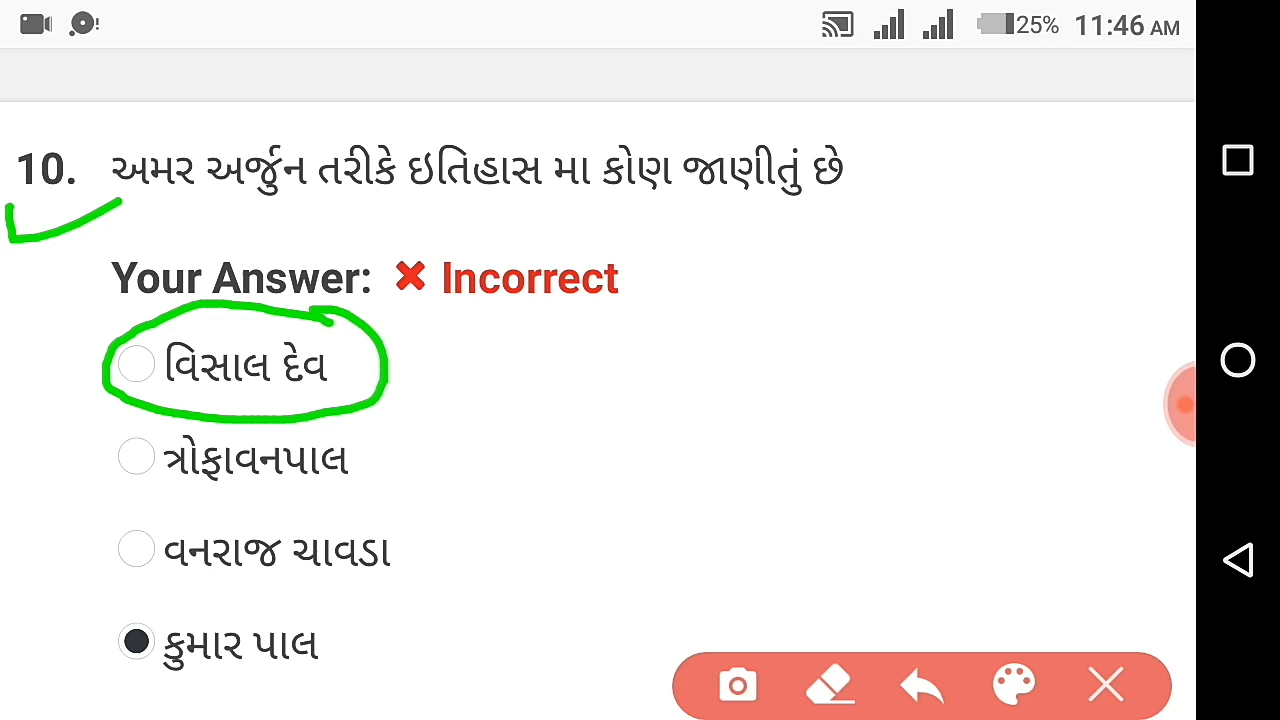 25% 11:46 AM
10. અમર અર્જુન તરીકે ઇતિહાસ મા કોણ જાણીતું છે
Your Answer: ✖ Incorrect
વિસાલ દેવ
ત્રોફાવનપાલ
વનરાજ ચાવડા
કુમાર પાલ